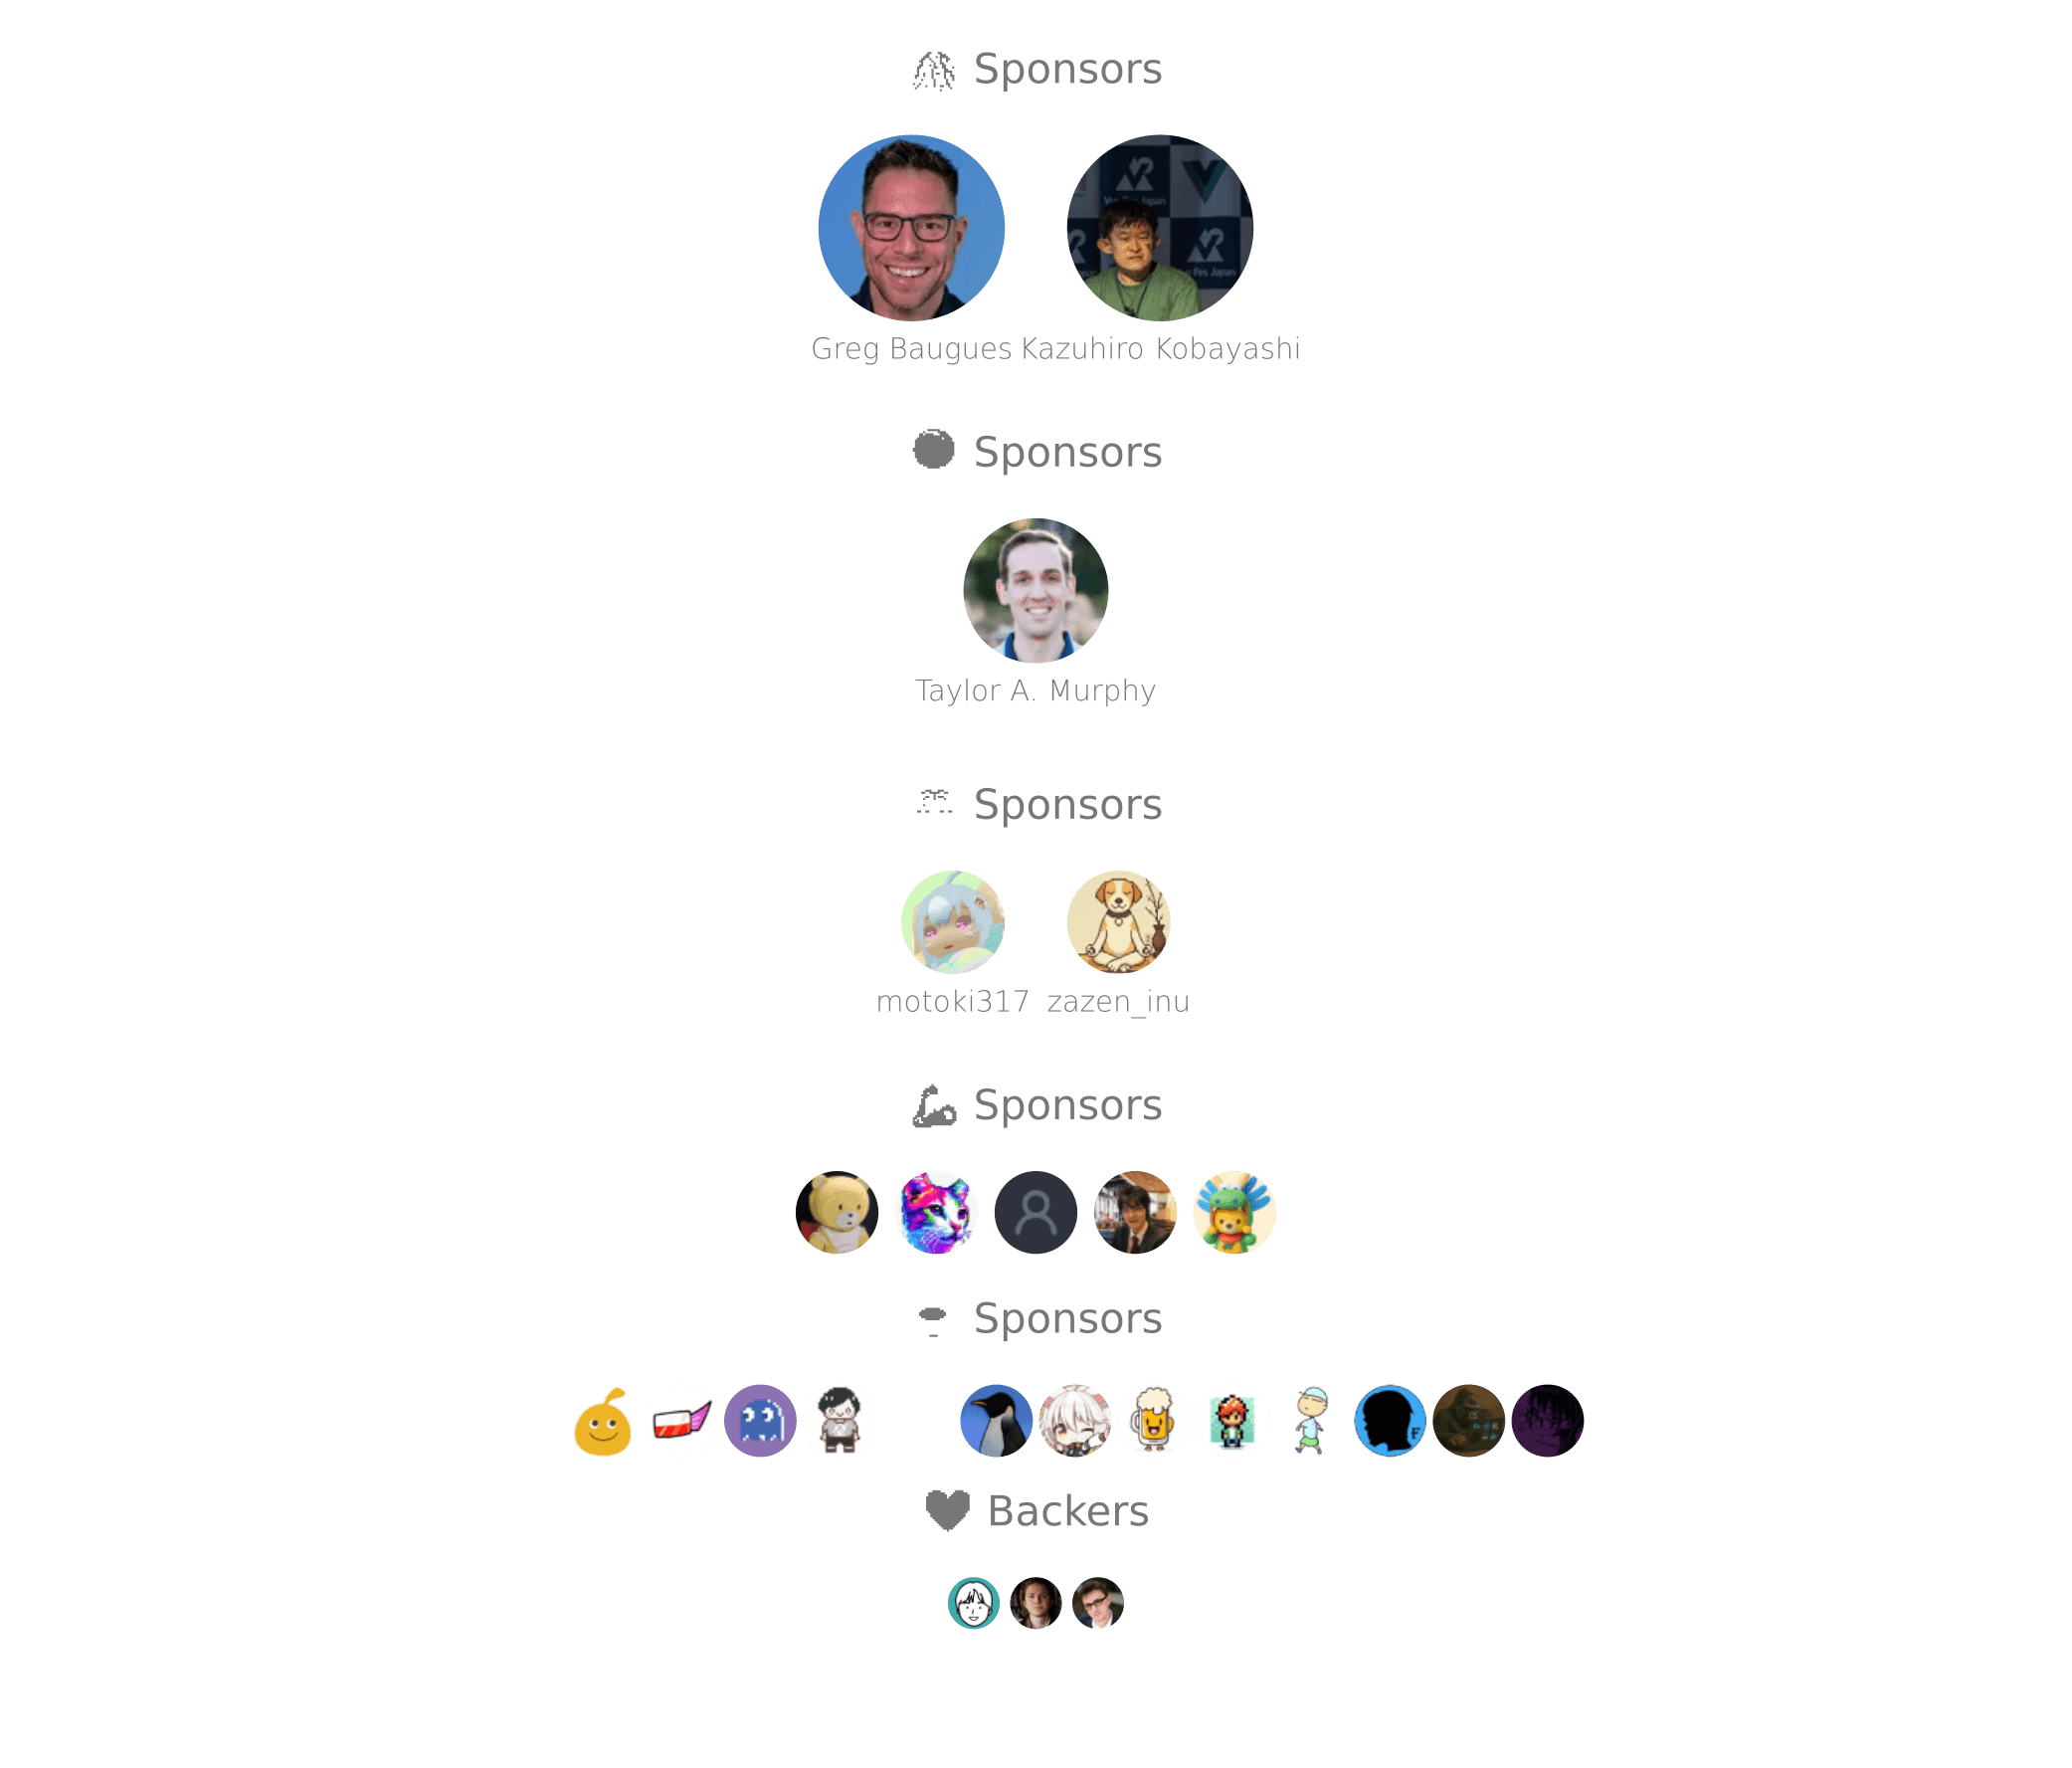 Sponsors
Greg Baugues Kazuhiro Kobayashi
Sponsors
Taylor A. Murphy
Sponsors
motoki317 zazen_inu
Sponsors
Sponsors
Backers